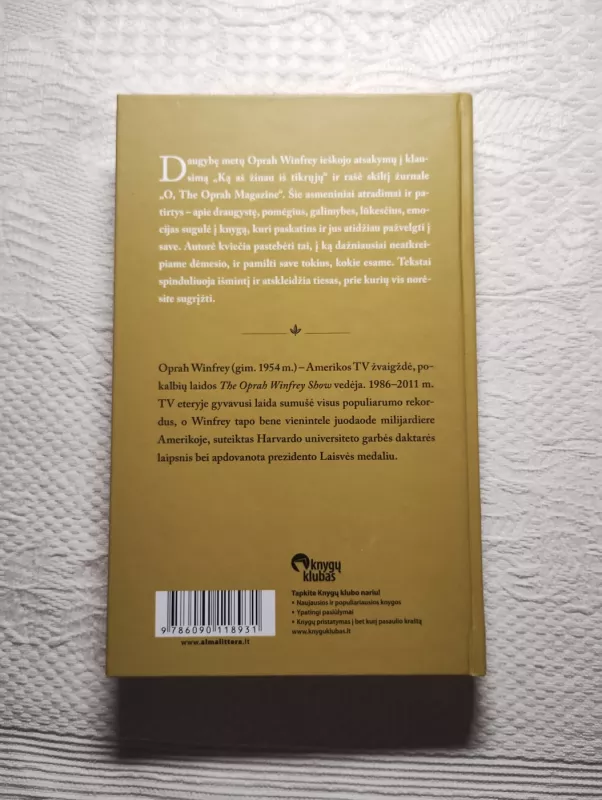 Daugybę metų Oprah Winfrey ieškojo atsakymų į klau-
simą „Ką aš žinau iš tikrųjų“ ir rašė skiltį žurnale
„O, The Oprah Magazine“. Šie asmeniniai atradimai ir pa-
tirtys – apie draugystę, pomėgius, galimybes, lūkesčius, emo-
cijas sugulė į knygą, kuri paskatins ir jus atidžiau pažvelgti į
save. Autorė kviečia pastebėti tai, į ką dažniausiai neatkrei-
piame dėmesio, ir pamilti save tokius, kokie esame. Tekstai
spinduliuoja išmintį ir atskleidžia tiesas, prie kurių vis norė-
site sugrįžti.
Oprah Winfrey (gim. 1954 m.) – Amerikos TV žvaigždė, po-
kalbių laidos The Oprah Winfrey Show vedėja. 1986–2011 m.
TV eteryje gyvavusi laida sumušė visus populiarumo rekor-
dus, o Winfrey tapo bene vienintele juodaode milijardiere
Amerikoje, suteiktas Harvardo universiteto garbės daktarės
laipsnis bei apdovanota prezidento Laisvės medaliu.
knygų
klubas
Tapkite Knygų klubo nariu!
• Naujausios ir populiariausios knygos
• Ypatingi pasiūlymai
• Knygų pristatymas į bet kurį pasaulio kraštą
www.knyguklubas.lt
9 786090 118931
www.almalittera.lt